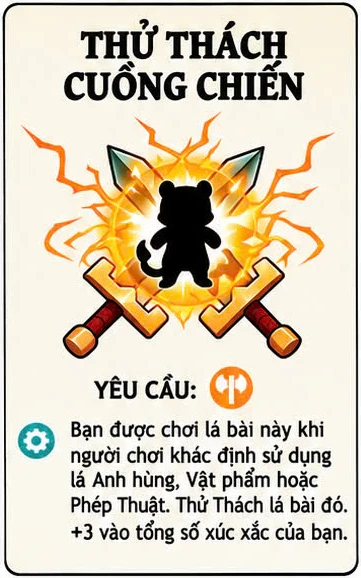 THỬ THÁCH
CUỒNG CHIẾN
YÊU CẦU:
Bạn được chơi lá bài này khi
người chơi khác định sử dụng
lá Anh hùng, Vật phẩm hoặc
Phép Thuật. Thử Thách lá bài đó.
+3 vào tổng số xúc xắc của bạn.